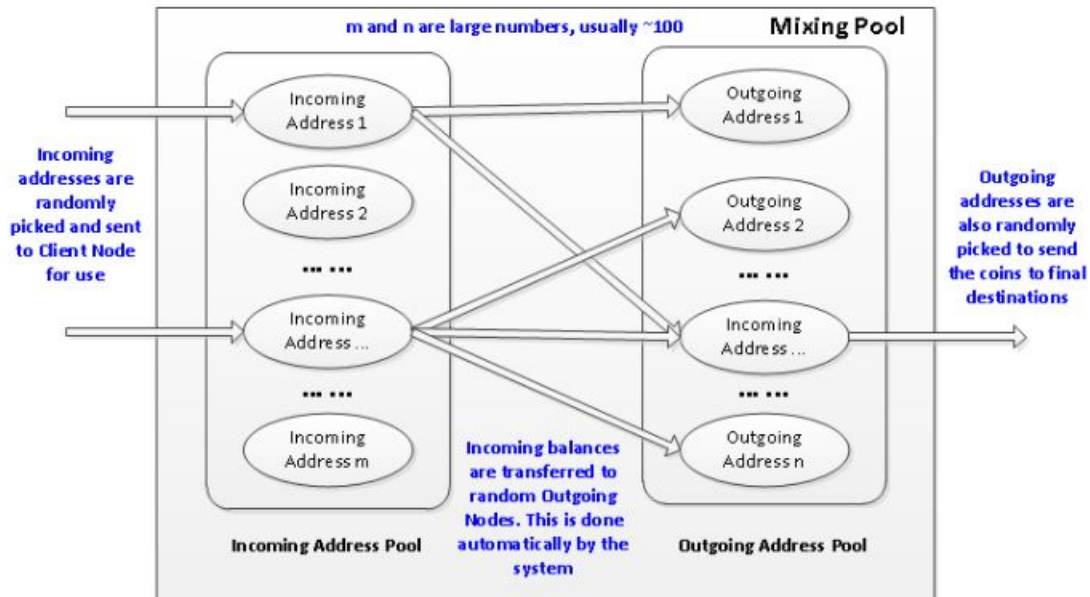 m and n are large numbers, usually ~100
Mixing Pool
Incoming
addresses are
randomly
picked and sent
to Client Node
for use
Incoming
Address 1
Incoming
Address 2
... ...
Incoming
Address ...
... ...
Incoming
Address m
Incoming Address Pool
Incoming balances
are transferred to
random Outgoing
Nodes. This is done
automatically by the
system
Outgoing
Address 1
Outgoing
Address 2
... ...
Incoming
Address ...
... ...
Outgoing
Address n
Outgoing Address Pool
Outgoing
addresses are
also randomly
picked to send
the coins to final
destinations